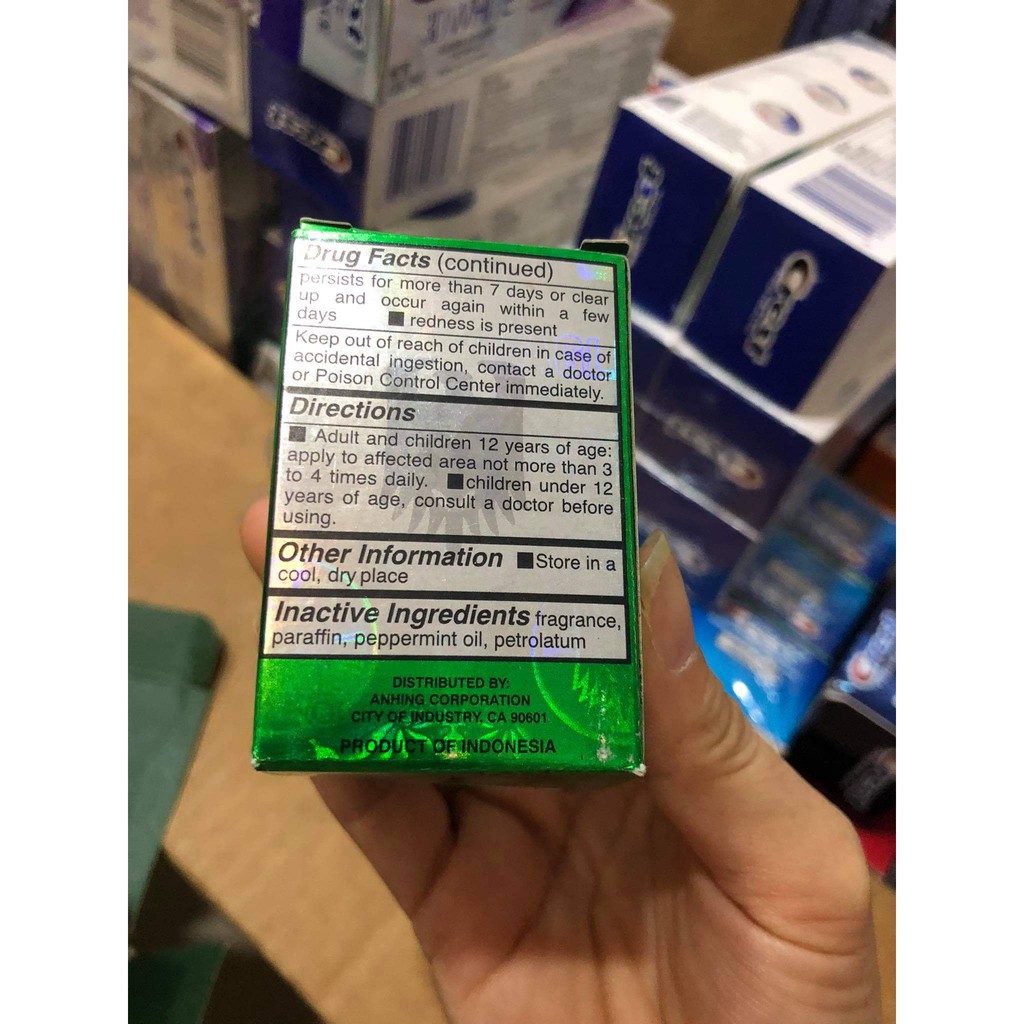 Drug Facts (continued)
persists for more than 7 days or clear
up and occur again within a few
days ■ redness is present
Keep out of reach of children in case of
accidental ingestion, contact a doctor
or Poison Control Center immediately.
Directions
■ Adult and children 12 years of age:
apply to affected area not more than 3
to 4 times daily. ■children under 12
years of age, consult a doctor before
using.
Other Information ■Store in a
cool, dry place
Inactive Ingredients fragrance,
paraffin, peppermint oil, petrolatum
DISTRIBUTED BY:
ANHING CORPORATION
CITY OF INDUSTRY, CA 90601
PRODUCT OF INDONESIA
Crest
Crest
Crest
Crest